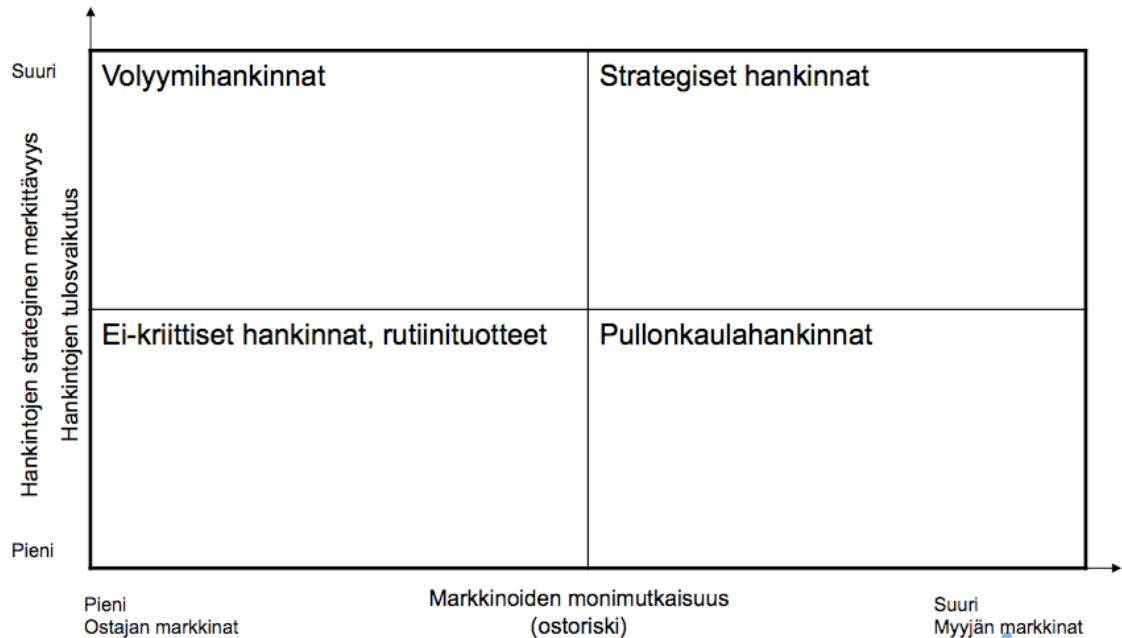 Suuri
Volyymihankinnat
Strategiset hankinnat
Hankintojen strateginen merkittävyys
Hankintojen tulosvaikutus
Ei-kriittiset hankinnat, rutiinituotteet
Pullonkaulahankinnat
Pieni
Pieni
Ostajan markkinat
Markkinoiden monimutkaisuus
(ostoriski)
Suuri
Myyjän markkinat